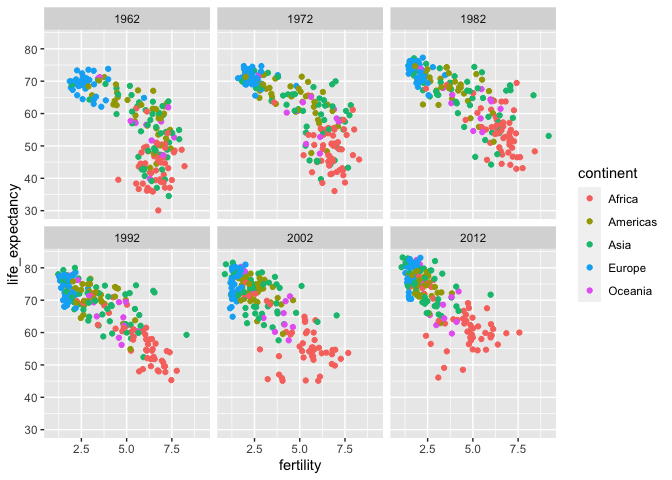 1962 1972 1982
80
70
60
50
40
30
life_expectancy
1992 2002 2012
80
70
60
50
40
30
2.5 5.0 7.5 2.5 5.0 7.5 2.5 5.0 7.5
fertility
continent
Africa
Americas
Asia
Europe
Oceania